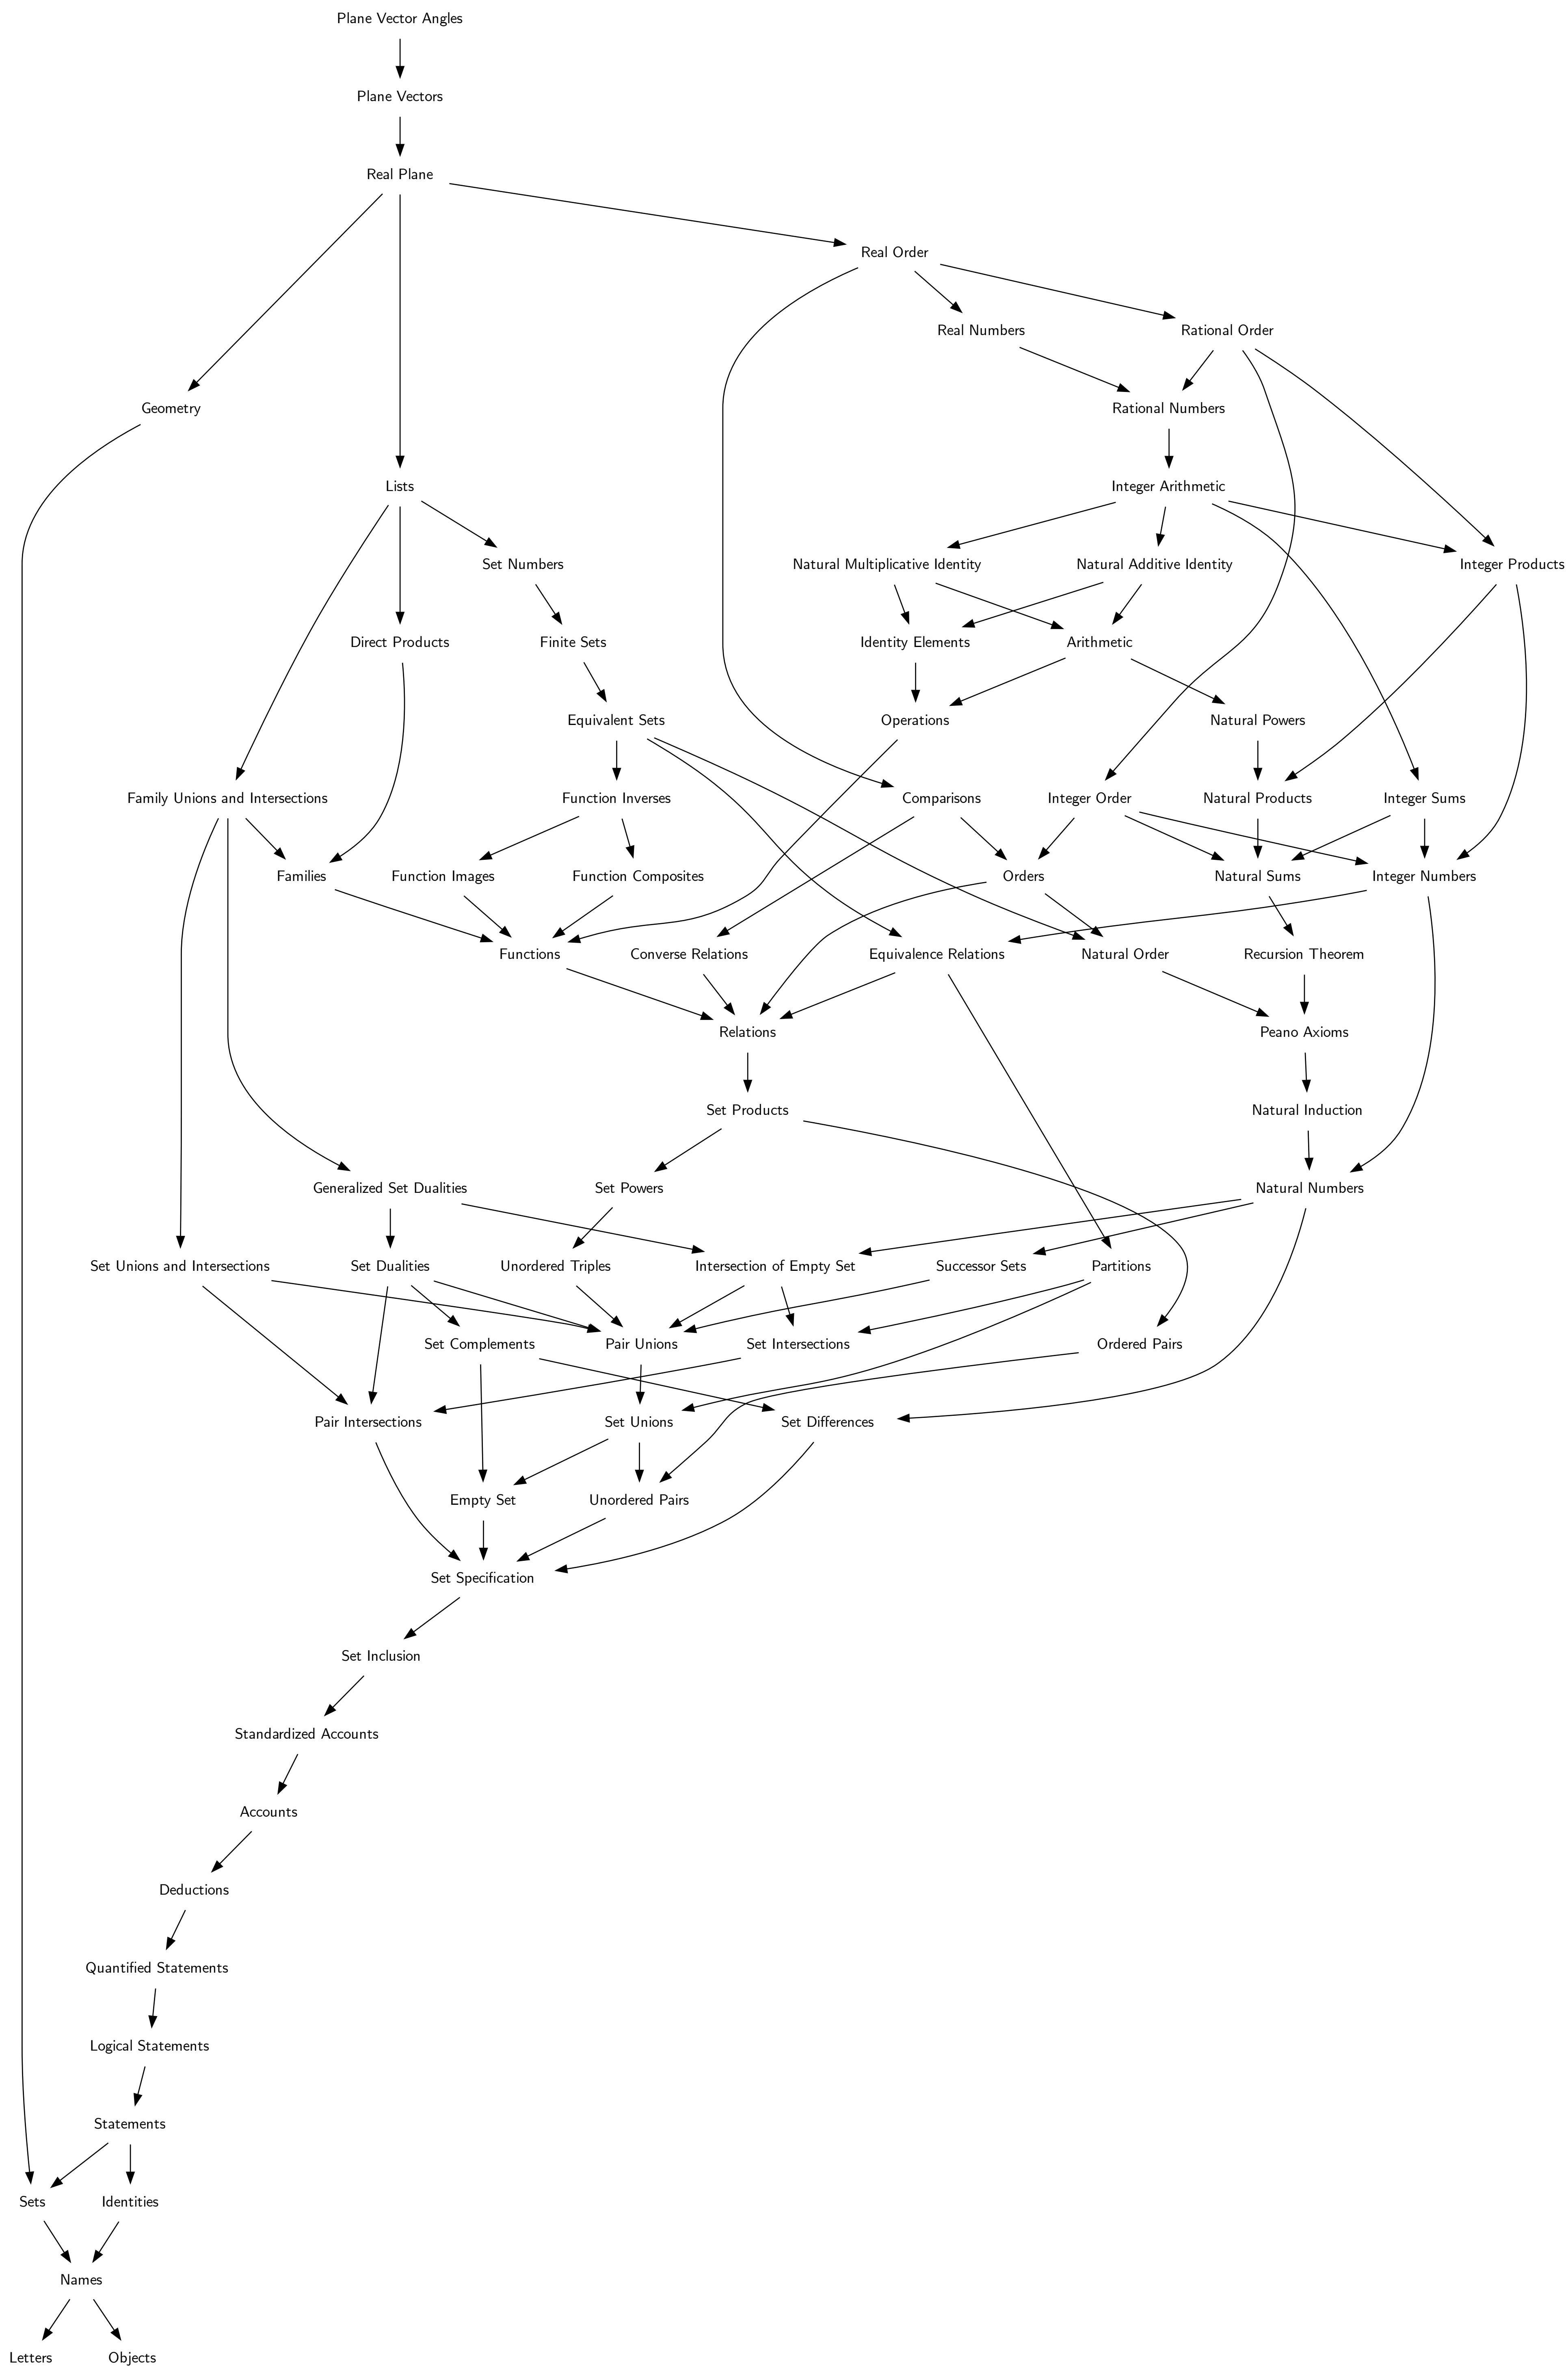 Plane Vector Angles
Plane Vectors
Real Plane
Real Order
Real Numbers
Rational Order
Geometry
Rational Numbers
Lists
Integer Arithmetic
Set Numbers
Natural Multiplicative Identity
Natural Additive Identity
Integer Products
Direct Products
Finite Sets
Identity Elements
Arithmetic
Equivalent Sets
Operations
Natural Powers
Family Unions and Intersections
Function Inverses
Comparisons
Integer Order
Natural Products
Integer Sums
Families
Function Images
Function Composites
Orders
Natural Sums
Integer Numbers
Functions
Converse Relations
Equivalence Relations
Natural Order
Recursion Theorem
Relations
Peano Axioms
Set Products
Natural Induction
Generalized Set Dualities
Set Powers
Natural Numbers
Set Unions and Intersections
Set Dualities
Unordered Triples
Intersection of Empty Set
Successor Sets
Partitions
Set Complements
Pair Unions
Set Intersections
Ordered Pairs
Pair Intersections
Set Unions
Set Differences
Empty Set
Unordered Pairs
Set Specification
Set Inclusion
Standardized Accounts
Accounts
Deductions
Quantified Statements
Logical Statements
Statements
Sets
Identities
Names
Letters
Objects